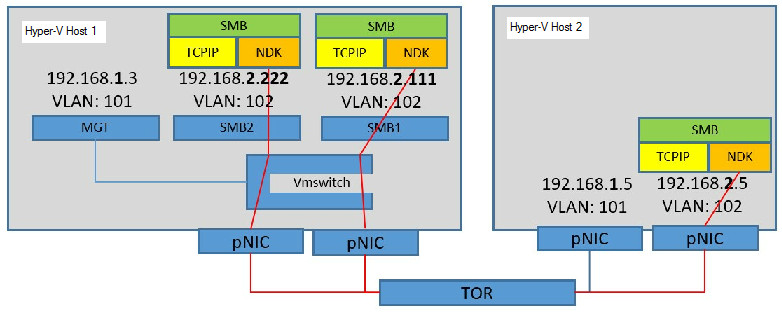 Hyper-V Host 1
SMB
TCPIP
NDK
SMB
TCPIP
NDK
192.168.1.3
VLAN: 101
192.168.2.222
VLAN: 102
192.168.2.111
VLAN: 102
MGT
SMB2
SMB1
Vmswitch
pNIC
pNIC
Hyper-V Host 2
SMB
TCPIP
NDK
192.168.1.5
VLAN: 101
192.168.2.5
VLAN: 102
pNIC
pNIC
TOR